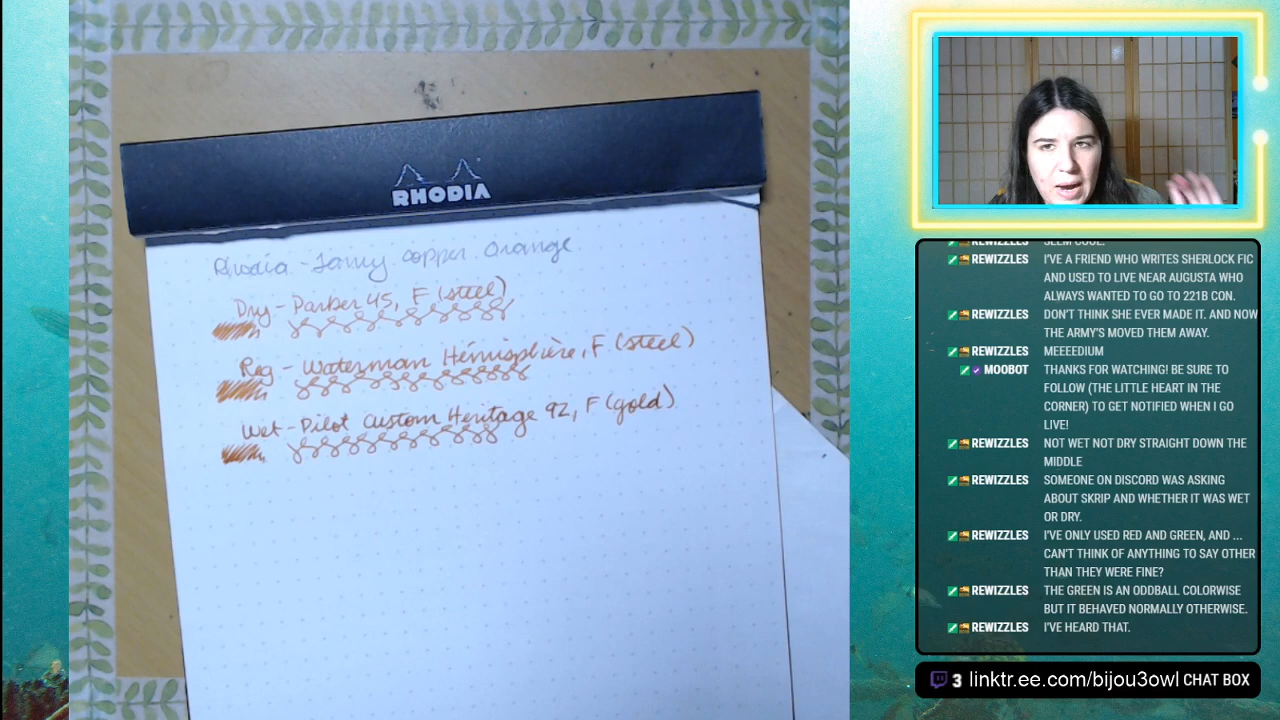 RHODIA
Rhodia - Lamy Copper Orange
Dry - Parker 45, F (steel)
Reg - Waterman Hémisphère, F (steel)
Wet - Pilot Custom Heritage 92, F (gold)
REWIZZLES SEEM COOL.
REWIZZLES I'VE A FRIEND WHO WRITES SHERLOCK FIC
AND USED TO LIVE NEAR AUGUSTA WHO
ALWAYS WANTED TO GO TO 221B CON.
REWIZZLES DON'T THINK SHE EVER MADE IT. AND NOW
THE ARMY'S MOVED THEM AWAY.
REWIZZLES MEEEEDIUM
MOOBOT THANKS FOR WATCHING! BE SURE TO
FOLLOW (THE LITTLE HEART IN THE
CORNER) TO GET NOTIFIED WHEN I GO
LIVE!
REWIZZLES NOT WET NOT DRY STRAIGHT DOWN THE
MIDDLE
REWIZZLES SOMEONE ON DISCORD WAS ASKING
ABOUT SKRIP AND WHETHER IT WAS WET
OR DRY.
REWIZZLES I'VE ONLY USED RED AND GREEN, AND ...
CAN'T THINK OF ANYTHING TO SAY OTHER
THAN THEY WERE FINE?
REWIZZLES THE GREEN IS AN ODDBALL COLORWISE
BUT IT BEHAVED NORMALLY OTHERWISE.
REWIZZLES I'VE HEARD THAT.
3 linktr.ee.com/bijou3owl CHAT BOX